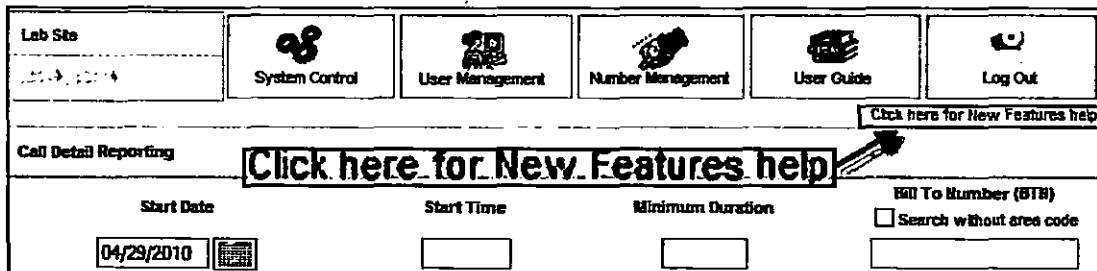 Lab Site
System Control
User Management
Number Management
User Guide
Log Out
Click here for New Features help
Call Detail Reporting
Click here for New Features help
Start Date
Start Time
Minimum Duration
Bill To Number (BTN)
Search without area code
04/29/2010